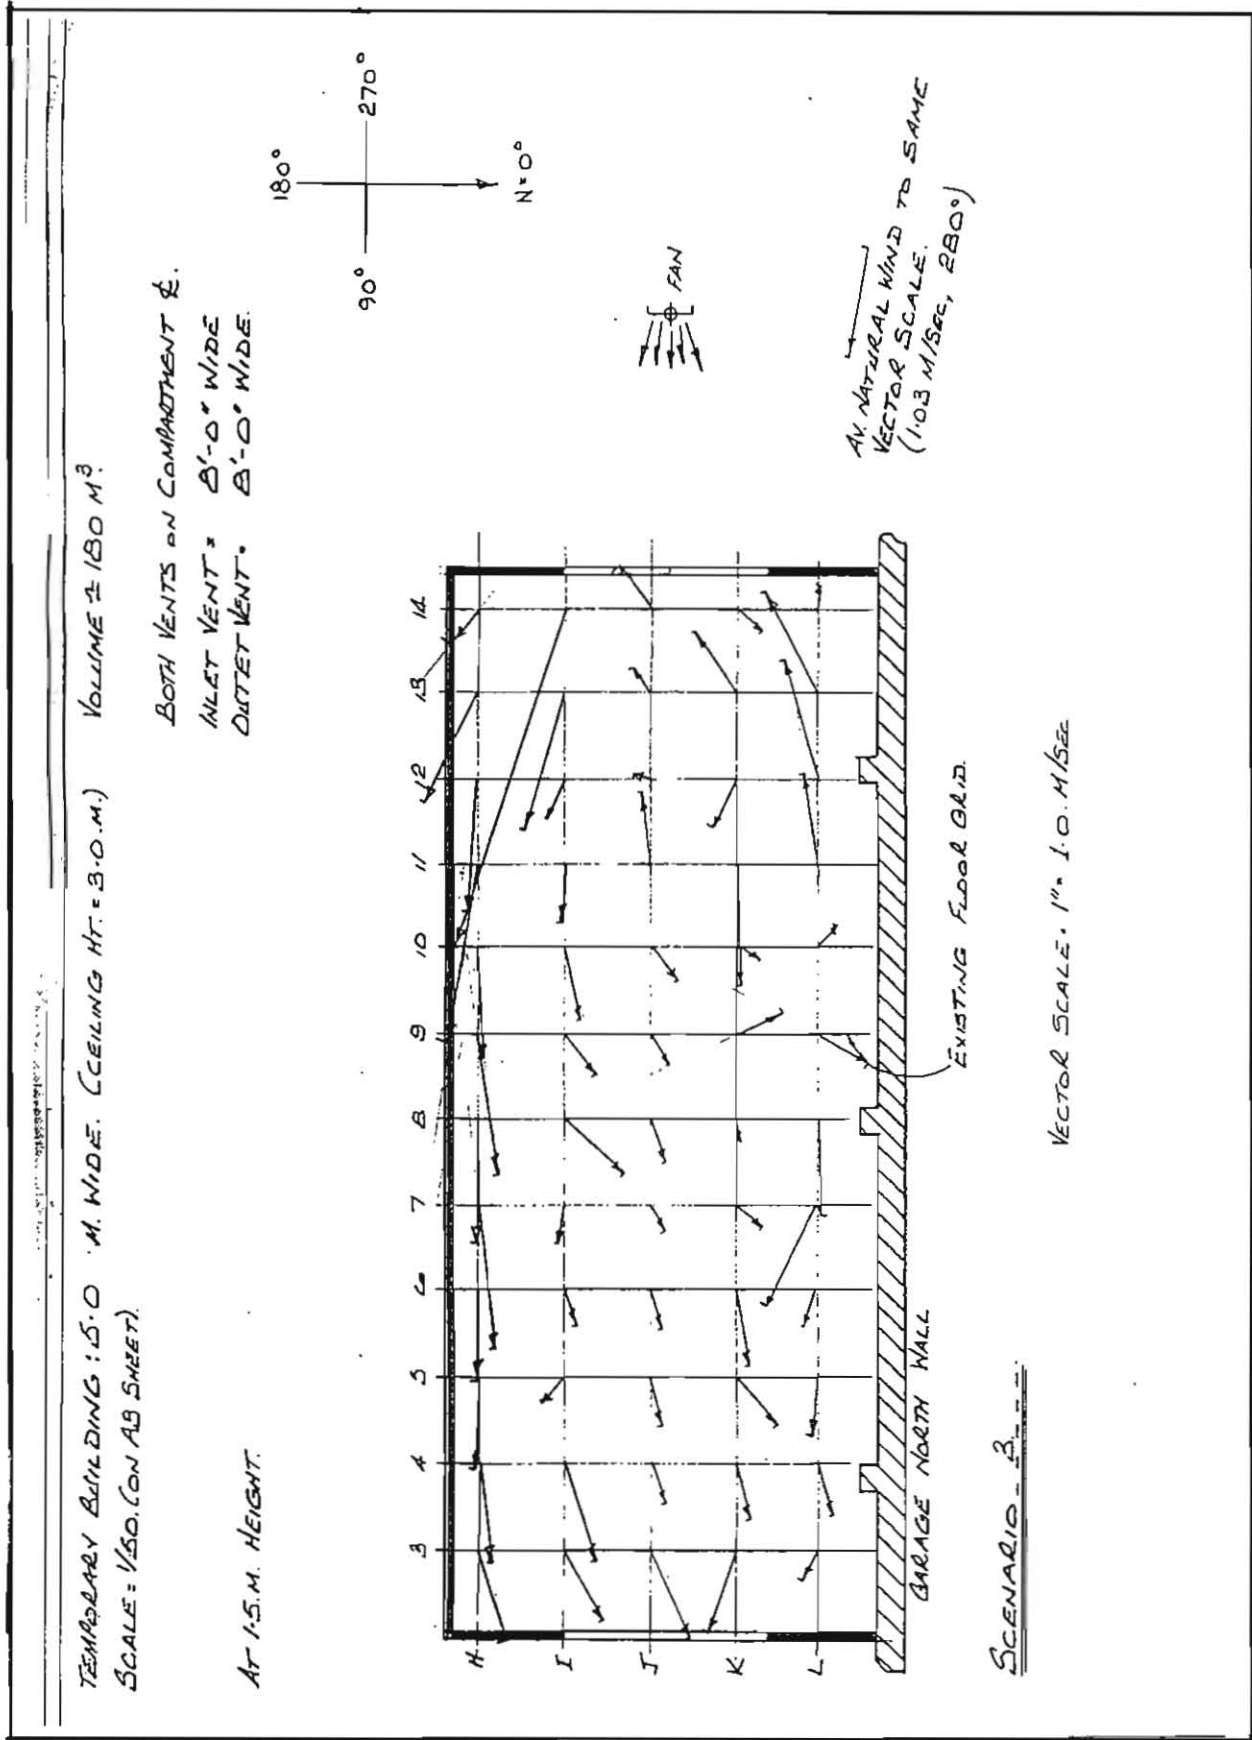 TEMPORARY BUILDING : 5.0 M. WIDE. (CEILING HT. = 3.0.M.) VOLUME ≏ 180 M³.
SCALE = 1/50. (ON A3 SHEET).
BOTH VENTS ON COMPARTMENT ℄.
INLET VENT = 8'-0" WIDE
OUTET VENT = 8'-0" WIDE.
AT 1.5.M. HEIGHT.
180°
90°
270°
N=0°
3 4 5 6 7 8 9 10 11 12 13 14
H
I
J
K
L
FAN
AV. NATURAL WIND TO SAME
VECTOR SCALE.
(1.03 M/SEC, 280°)
GARAGE NORTH WALL
EXISTING FLOOR GRID.
SCENARIO - 3.
VECTOR SCALE = 1" = 1.0. M/SEC